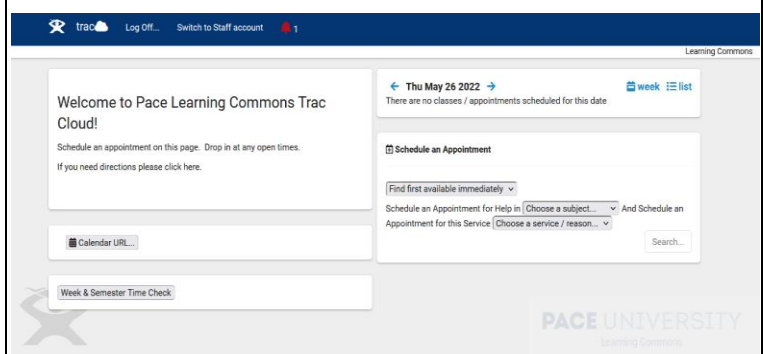 trac
Log Off...
Switch to Staff account
1
Learning Commons
Welcome to Pace Learning Commons Trac
Cloud!
Schedule an appointment on this page. Drop in at any open times.
If you need directions please click here.
Calendar URL...
Week & Semester Time Check
Thu May 26 2022
week
list
There are no classes / appointments scheduled for this date
Schedule an Appointment
Find first available immediately
Schedule an Appointment for Help in Choose a subject... And Schedule an
Appointment for this Service Choose a service / reason...
Search...
PACE UNIVERSITY
Learning Commons